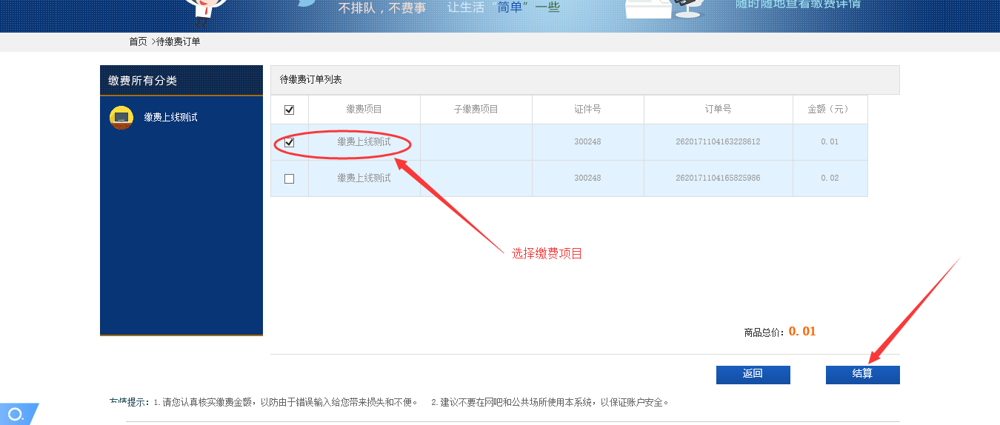 不排队，不费事 让生活“简单”一些 随时随地查看缴费详情
首页 >待缴费订单
缴费所有分类
缴费上线测试
待缴费订单列表
缴费项目 子缴费项目 证件号 订单号 金额（元）
缴费上线测试 300248 2620171104163228612 0.01
缴费上线测试 300248 2620171104165825986 0.02
选择缴费项目
商品总价：0.01
返回 结算
友情提示：1.请您认真核实缴费金额，以防由于错误输入给您带来损失和不便。 2.建议不要在网吧和公共场所使用本系统，以保证账户安全。